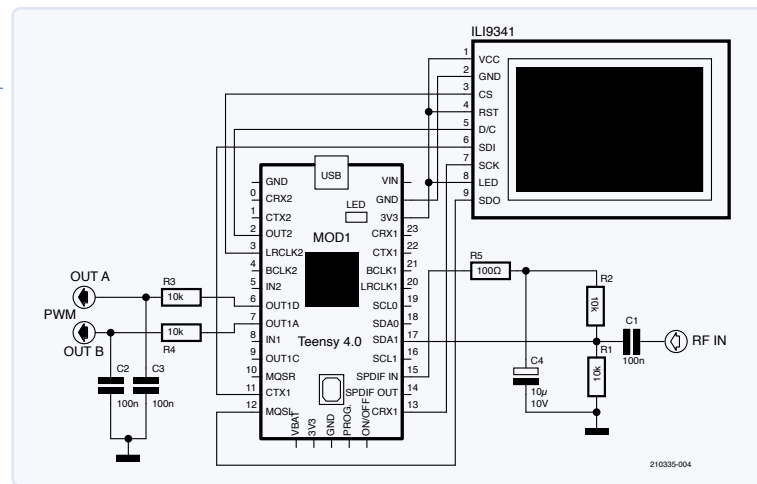 ILI9341
1 VCC
2 GND
3 CS
4 RST
5 D/C
6 SDI
7 SCK
8 LED
9 SDO
USB
LED
MOD1
Teensy 4.0
GND
0 CRX2
1 CTX2
2 OUT2
3 LRCLK2
4 BCLK2
5 IN2
6 OUT1D
7 OUT1A
8 IN1
9 OUT1C
10 MQSR
11 CTX1
12 MQSL
VIN
GND
3V3
CRX1 23
CTX1 22
BCLK1 21
LRCLK1 20
SCL0 19
SDA0 18
SDA1 17
SCL1 16
SPDIF IN 15
SPDIF OUT 14
CRX1 13
VBAT
3V3
GND
PROG.
ON/OFF
OUT A
PWM
OUT B
R3
10k
10k
R4
C2
100n
C3
100n
R5
100Ω
R2
10k
R1
10k
C1
100n
RF IN
C4
10µ
10V
210335-004